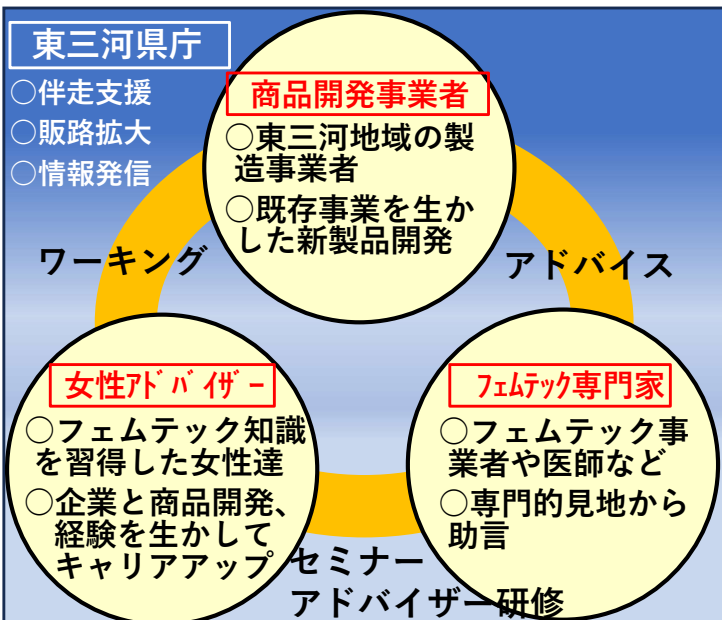 東三河県庁
○伴走支援
○販路拡大
○情報発信
商品開発事業者
○東三河地域の製
造事業者
○既存事業を生か
した新製品開発
ワーキング
アドバイス
女性ｱﾄﾞﾊﾞｲｻﾞｰ
○フェムテック知識
を習得した女性達
○企業と商品開発、
経験を生かして
キャリアアップ
ﾌｪﾑﾃｯｸ専門家
○フェムテック事
業者や医師など
○専門的見地から
助言
セミナー
アドバイザー研修